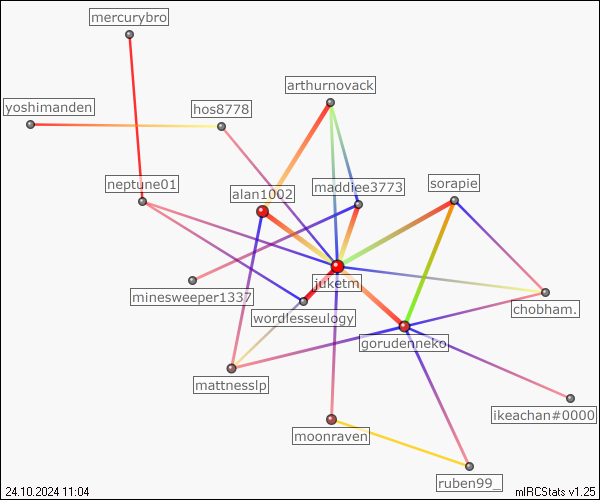 mercurybro
arthurnovack
yoshimanden
hos8778
neptune01
alan1002
maddiee3773
sorapie
juketm
minesweeper1337
wordlesseulogy
chobham.
gorudenneko
mattnesslp
ikeachan#0000
moonraven
ruben99_
24.10.2024 11:04
mIRCStats v1.25